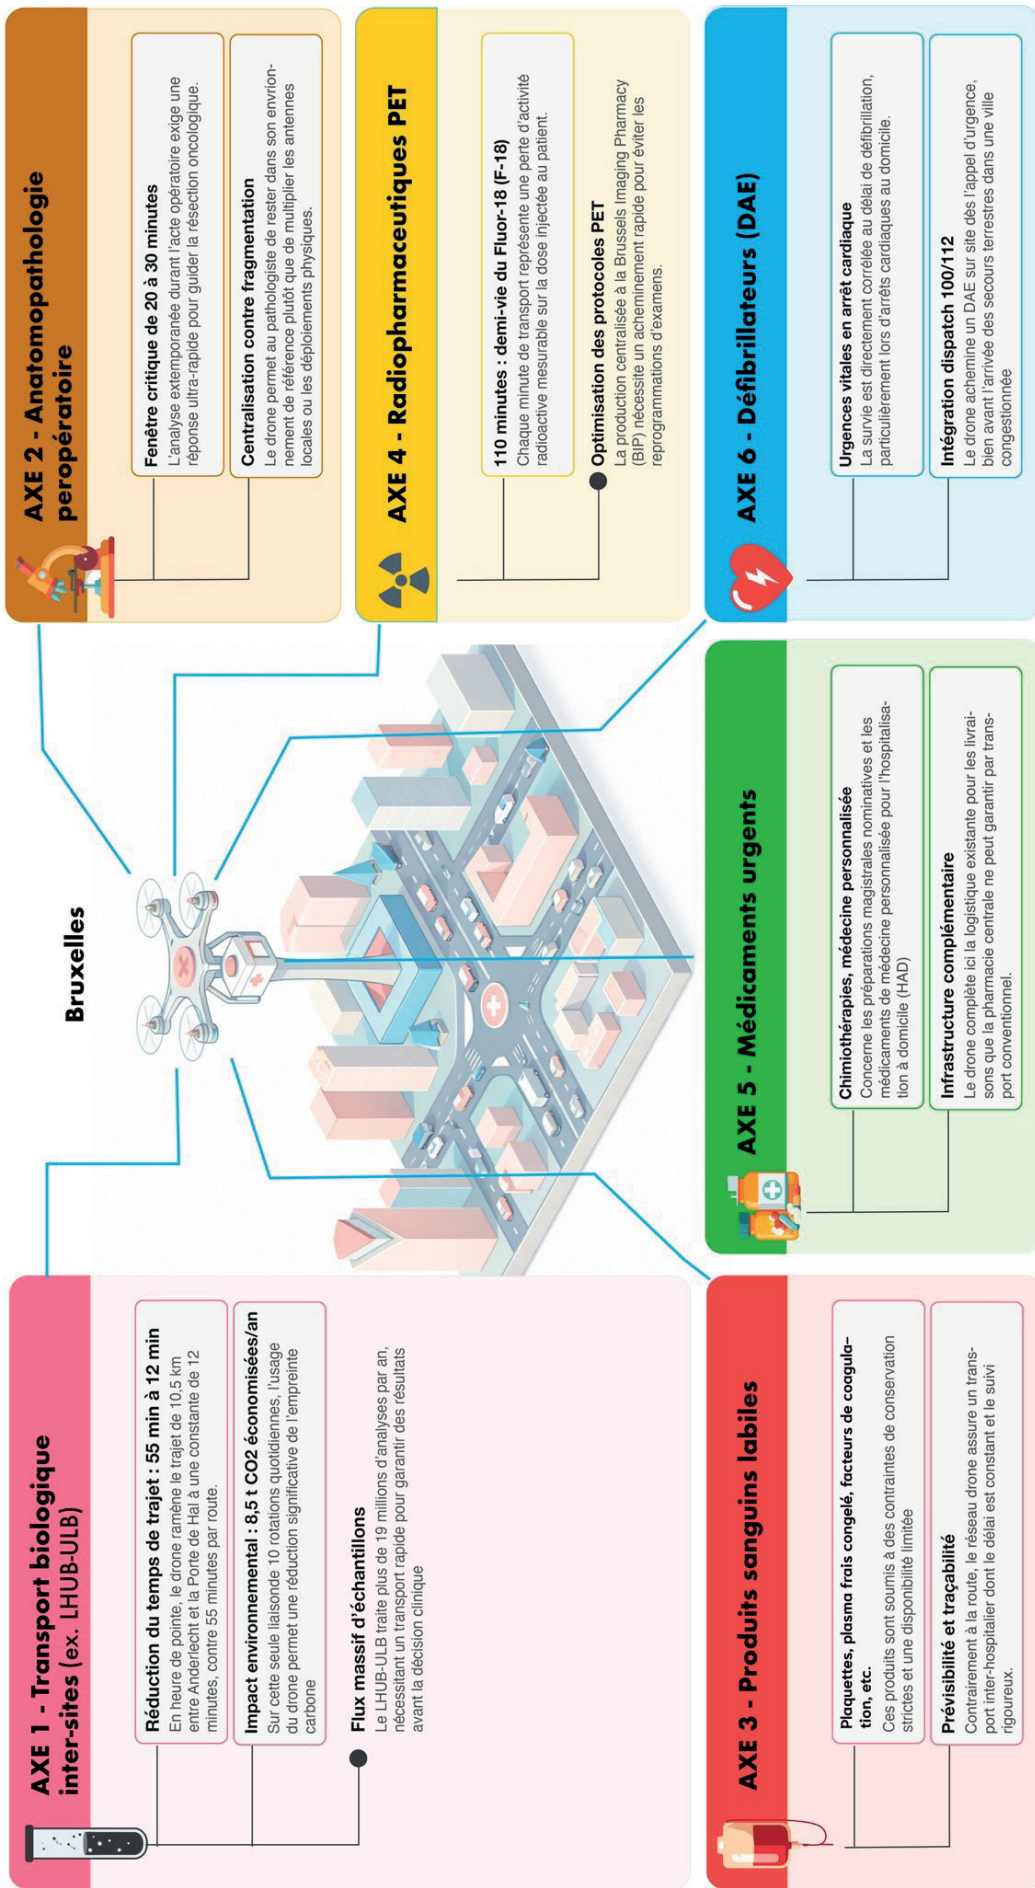 Bruxelles
AXE 1 - Transport biologique
inter-sites (ex. LHUB-ULB)
Réduction du temps de trajet : 55 min à 12 min
En heure de pointe, le drone ramène le trajet de 10,5 km
entre Anderlecht et la Porte de Hal à une constante de 12
minutes, contre 55 minutes par route.
Impact environnemental : 8,5 t CO2 économisées/an
Sur cette seule liaisonde 10 rotations quotidiennes, l'usage
du drone permet une réduction significative de l'empreinte
carbone
Flux massif d'échantillons
Le LHUB-ULB traite plus de 19 millions d'analyses par an,
nécessitant un transport rapide pour garantir des résultats
avant la décision clinique
AXE 2 - Anatomopathologie
peropératoire
Fenêtre critique de 20 à 30 minutes
L'analyse extemporanée durant l'acte opératoire exige une
réponse ultra-rapide pour guider la résection oncologique.
Centralisation contre fragmentation
Le drone permet au pathologiste de rester dans son envrion-
nement de référence plutôt que de multiplier les antennes
locales ou les déploiements physiques.
AXE 4 - Radiopharmaceutiques PET
110 minutes : demi-vie du Fluor-18 (F-18)
Chaque minute de transport représente une perte d'activité
radioactive mesurable sur la dose injectée au patient.
Optimisation des protocoles PET
La production centralisée à la Brussels Imaging Pharmacy
(BIP) nécessite un acheminement rapide pour éviter les
reprogrammations d'examens.
AXE 3 - Produits sanguins labiles
Plaquettes, plasma frais congelé, facteurs de coagula-
tion, etc.
Ces produits sont soumis à des contraintes de conservation
strictes et une disponibilité limitée
Prévisibilité et traçabilité
Contrairement à la route, le réseau drone assure un trans-
port inter-hospitalier dont le délai est constant et le suivi
rigoureux.
AXE 5 - Médicaments urgents
Chimiothérapies, médecine personnalisée
Concerne les préparations magistrales nominatives et les
médicaments de médecine personnalisée pour l'hospitalisa-
tion à domicile (HAD)
Infrastructure complémentaire
Le drone complète ici la logistique existante pour les livrai-
sons que la pharmacie centrale ne peut garantir par trans-
port conventionnel.
AXE 6 - Défibrillateurs (DAE)
Urgences vitales en arrêt cardiaque
La survie est directement corrélée au délai de défibrillation,
particulièrement lors d'arrêts cardiaques au domicile.
Intégration dispatch 100/112
Le drone achemine un DAE sur site dès l'appel d'urgence,
bien avant l'arrivée des secours terrestres dans une ville
congestionnée